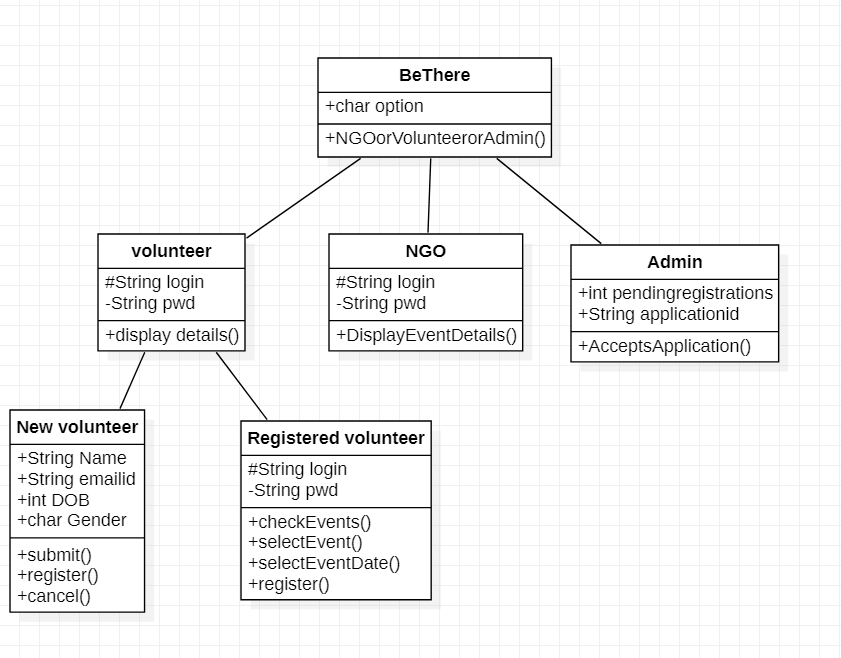 BeThere
+char option
+NGOorVolunteerorAdmin()
volunteer
#String login
-String pwd
+display details()
NGO
#String login
-String pwd
+DisplayEventDetails()
Admin
+int pendingregistrations
+String applicationid
+AcceptsApplication()
New volunteer
+String Name
+String emailid
+int DOB
+char Gender
+submit()
+register()
+cancel()
Registered volunteer
#String login
-String pwd
+checkEvents()
+selectEvent()
+selectEventDate()
+register()